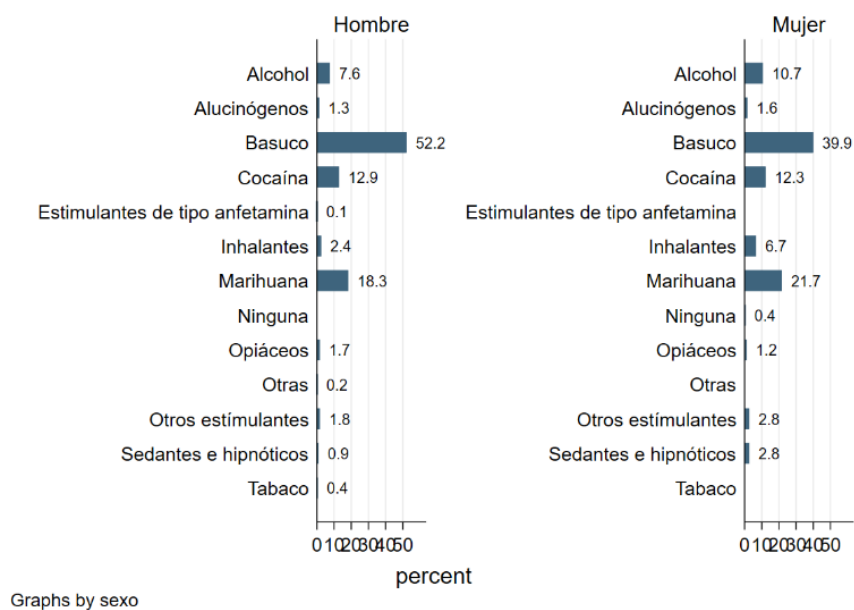 Hombre
Alcohol 7.6
Alucinógenos 1.3
Basuco 52.2
Cocaína 12.9
Estimulantes de tipo anfetamina 0.1
Inhalantes 2.4
Marihuana 18.3
Ninguna
Opiáceos 1.7
Otras 0.2
Otros estímulantes 1.8
Sedantes e hipnóticos 0.9
Tabaco 0.4
0 10 20 30 40 50
Mujer
Alcohol 10.7
Alucinógenos 1.6
Basuco 39.9
Cocaína 12.3
Estimulantes de tipo anfetamina
Inhalantes 6.7
Marihuana 21.7
Ninguna 0.4
Opiáceos 1.2
Otras
Otros estímulantes 2.8
Sedantes e hipnóticos 2.8
Tabaco
0 10 20 30 40 50
percent
Graphs by sexo